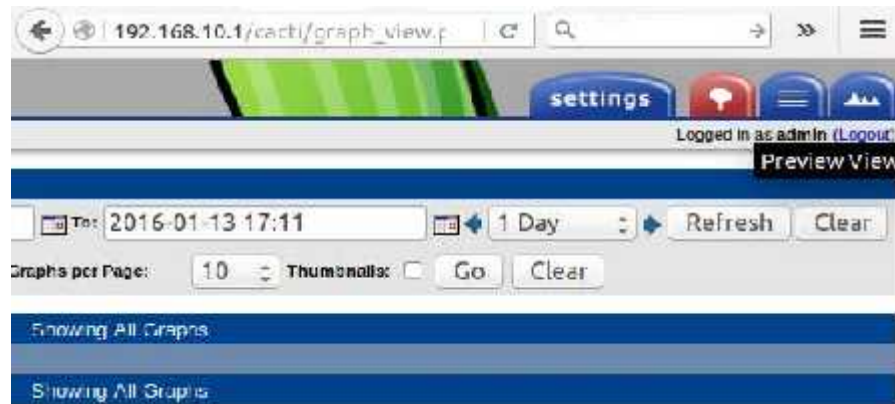 192.168.10.1/cacti/graph_view.p
settings
Logged in as admin (Logout)
Preview View
To: 2016-01-13 17:11 1 Day Refresh Clear
Graphs per Page: 10 Thumbnails: Go Clear
Showing All Graphs
Showing All Graphs